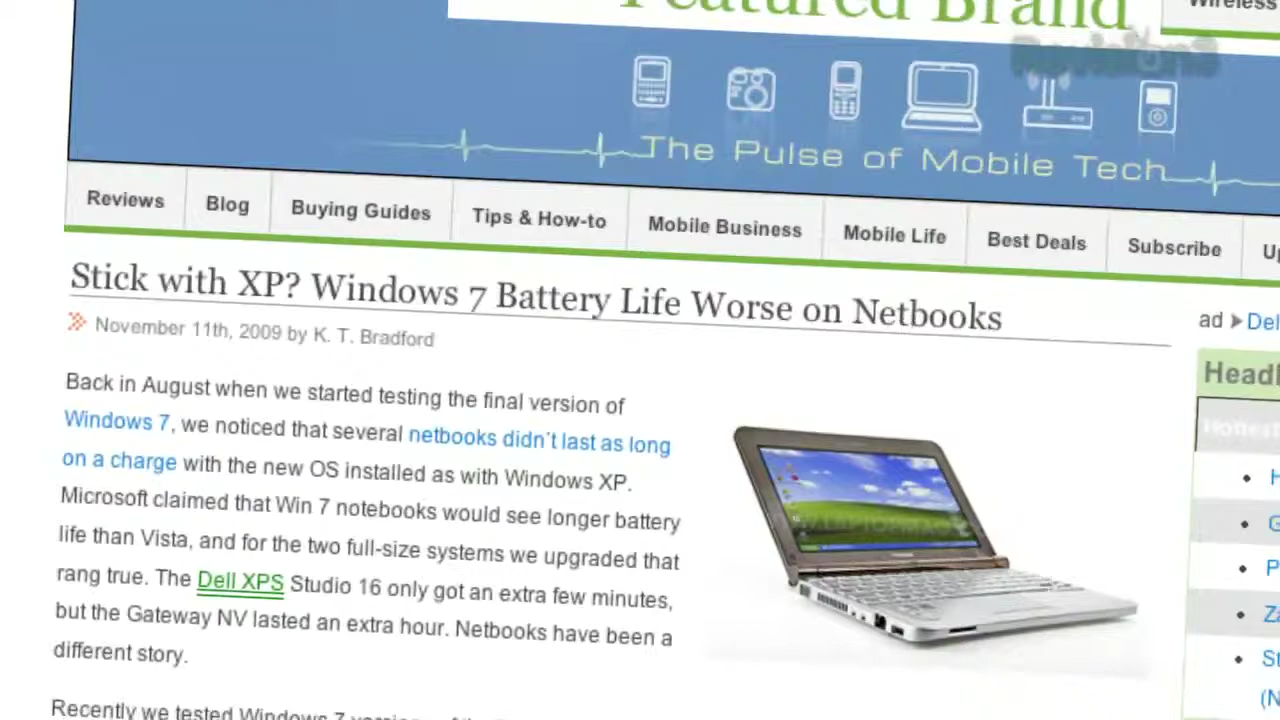 Featured Brand
Wireless
Revision3
The Pulse of Mobile Tech
Reviews Blog Buying Guides Tips & How-to Mobile Business Mobile Life Best Deals Subscribe
Stick with XP? Windows 7 Battery Life Worse on Netbooks
November 11th, 2009 by K. T. Bradford
ad
Back in August when we started testing the final version of
Windows 7, we noticed that several netbooks didn't last as long
on a charge with the new OS installed as with Windows XP.
Microsoft claimed that Win 7 notebooks would see longer battery
life than Vista, and for the two full-size systems we upgraded that
rang true. The Dell XPS Studio 16 only got an extra few minutes,
but the Gateway NV lasted an extra hour. Netbooks have been a
different story.
Recently we tested Windows 7